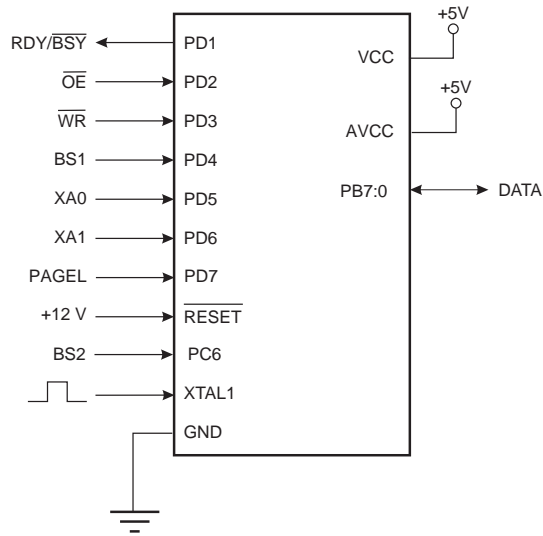 RDY/BSY PD1
OE PD2
WR PD3
BS1 PD4
XA0 PD5
XA1 PD6
PAGEL PD7
+12 V RESET
BS2 PC6
XTAL1
GND
+5V
VCC
+5V
AVCC
PB7:0 DATA